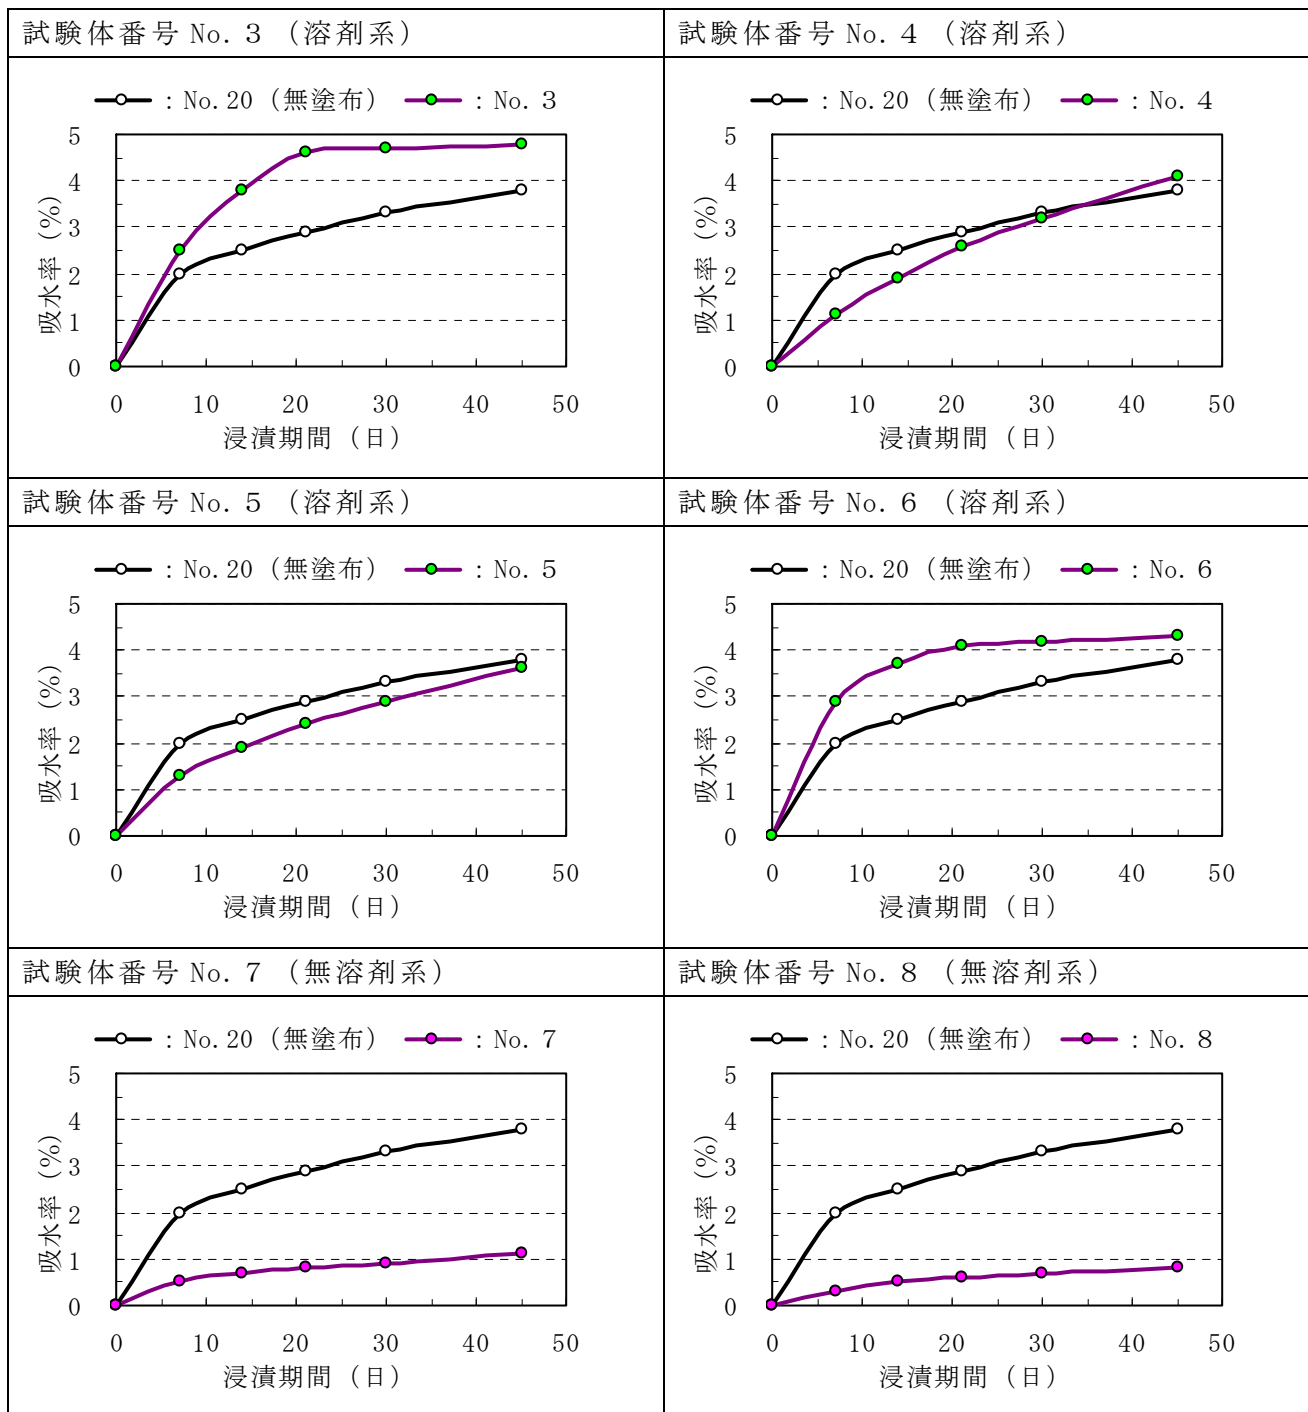 試験体番号 No. 3 （溶剤系）
: No. 20 (無塗布) : No. 3
5
4
3
2
1
0
吸水率 (%)
0 10 20 30 40 50
浸漬期間 (日)
試験体番号 No. 4 （溶剤系）
: No. 20 (無塗布) : No. 4
5
4
3
2
1
0
吸水率 (%)
0 10 20 30 40 50
浸漬期間 (日)
試験体番号 No. 5 （溶剤系）
: No. 20 (無塗布) : No. 5
5
4
3
2
1
0
吸水率 (%)
0 10 20 30 40 50
浸漬期間 (日)
試験体番号 No. 6 （溶剤系）
: No. 20 (無塗布) : No. 6
5
4
3
2
1
0
吸水率 (%)
0 10 20 30 40 50
浸漬期間 (日)
試験体番号 No. 7 （無溶剤系）
: No. 20 (無塗布) : No. 7
5
4
3
2
1
0
吸水率 (%)
0 10 20 30 40 50
浸漬期間 (日)
試験体番号 No. 8 （無溶剤系）
: No. 20 (無塗布) : No. 8
5
4
3
2
1
0
吸水率 (%)
0 10 20 30 40 50
浸漬期間 (日)